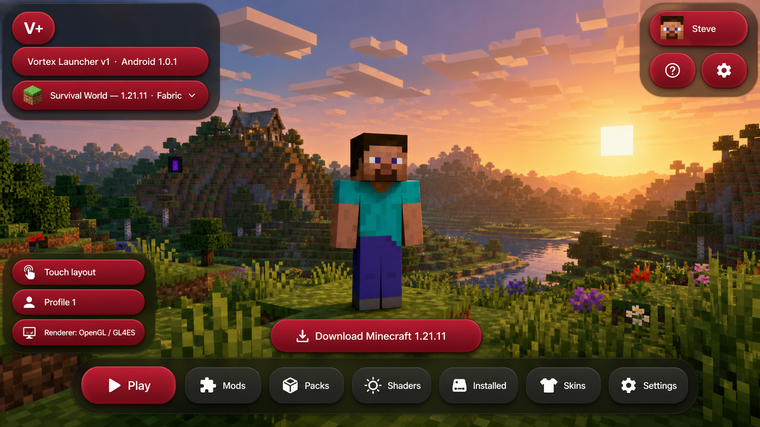 V+
Vortex Launcher v1 · Android 1.0.1
Survival World — 1.21.11 · Fabric
Steve
Touch layout
Profile 1
Renderer: OpenGL / GL4ES
Download Minecraft 1.21.11
Play
Mods
Packs
Shaders
Installed
Skins
Settings